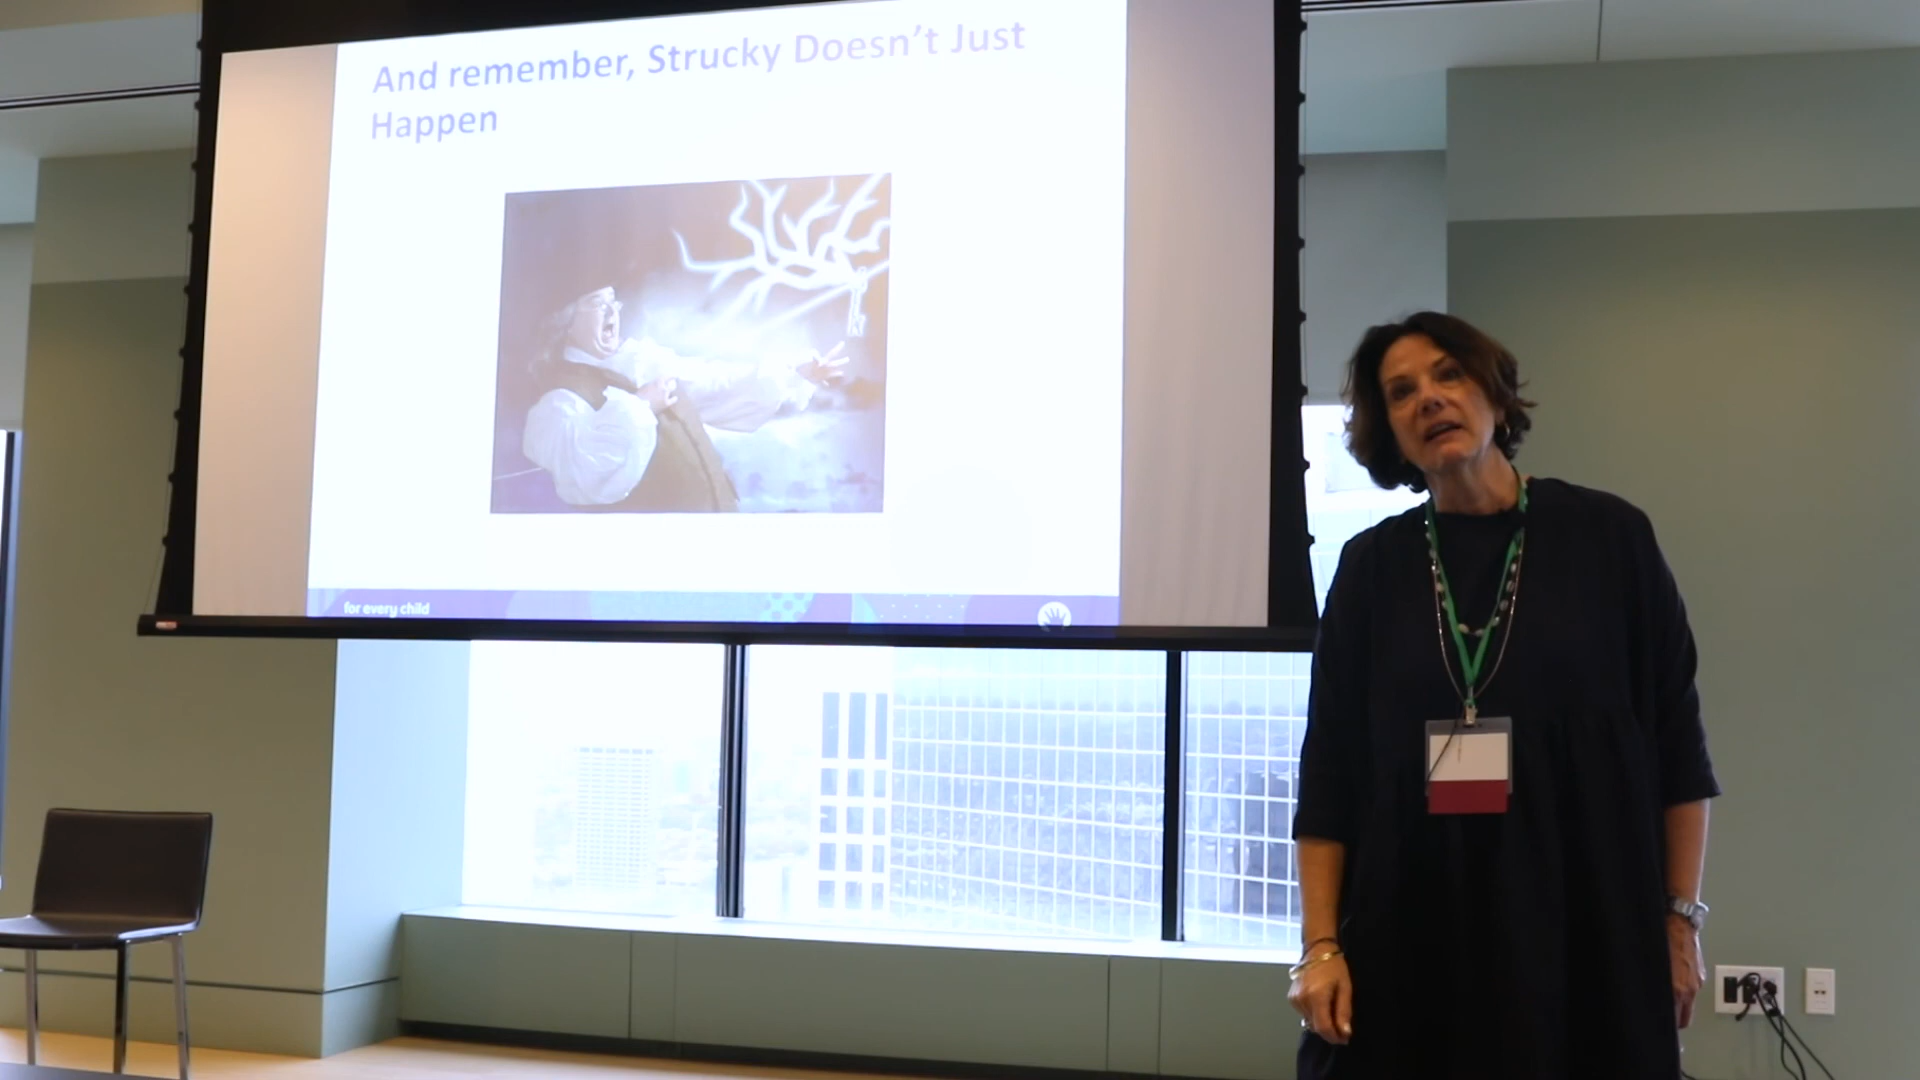 And remember, Strucky Doesn't Just
Happen
for every child